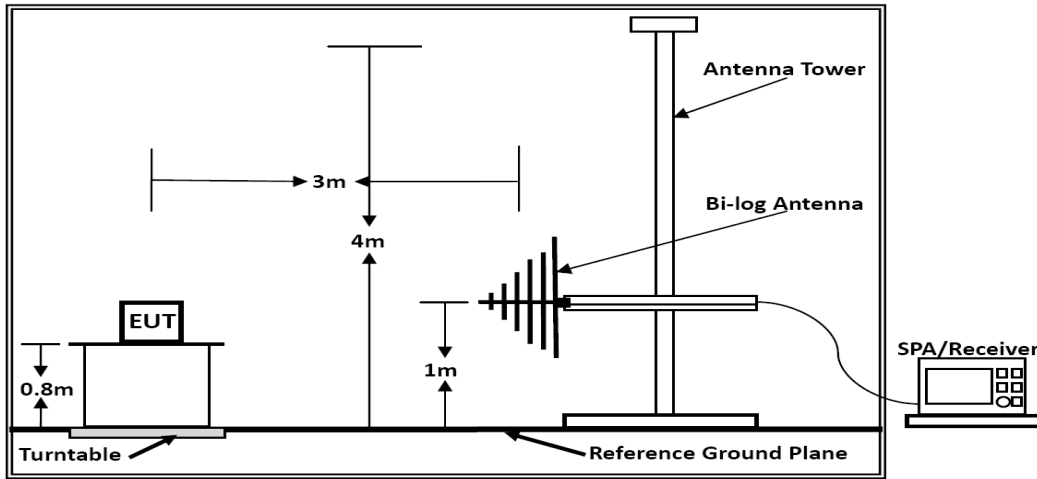 Antenna Tower
3m
Bi-log Antenna
4m
EUT
SPA/Receiver
1m
0.8m
Turntable
Reference Ground Plane